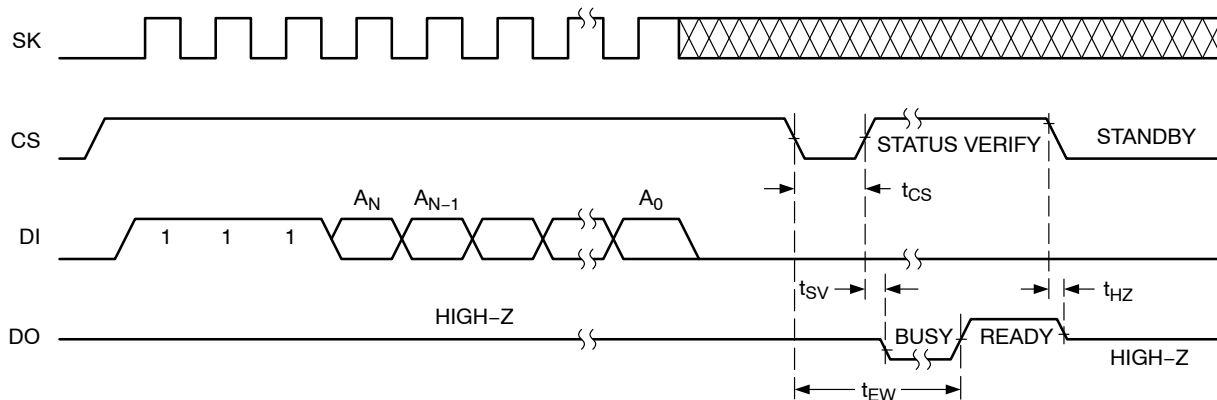 SK
CS
STATUS VERIFY
STANDBY
tCS
AN
AN−1
A0
DI
1 1 1
tSV
tHZ
HIGH−Z
DO
BUSY
READY
HIGH−Z
tEW